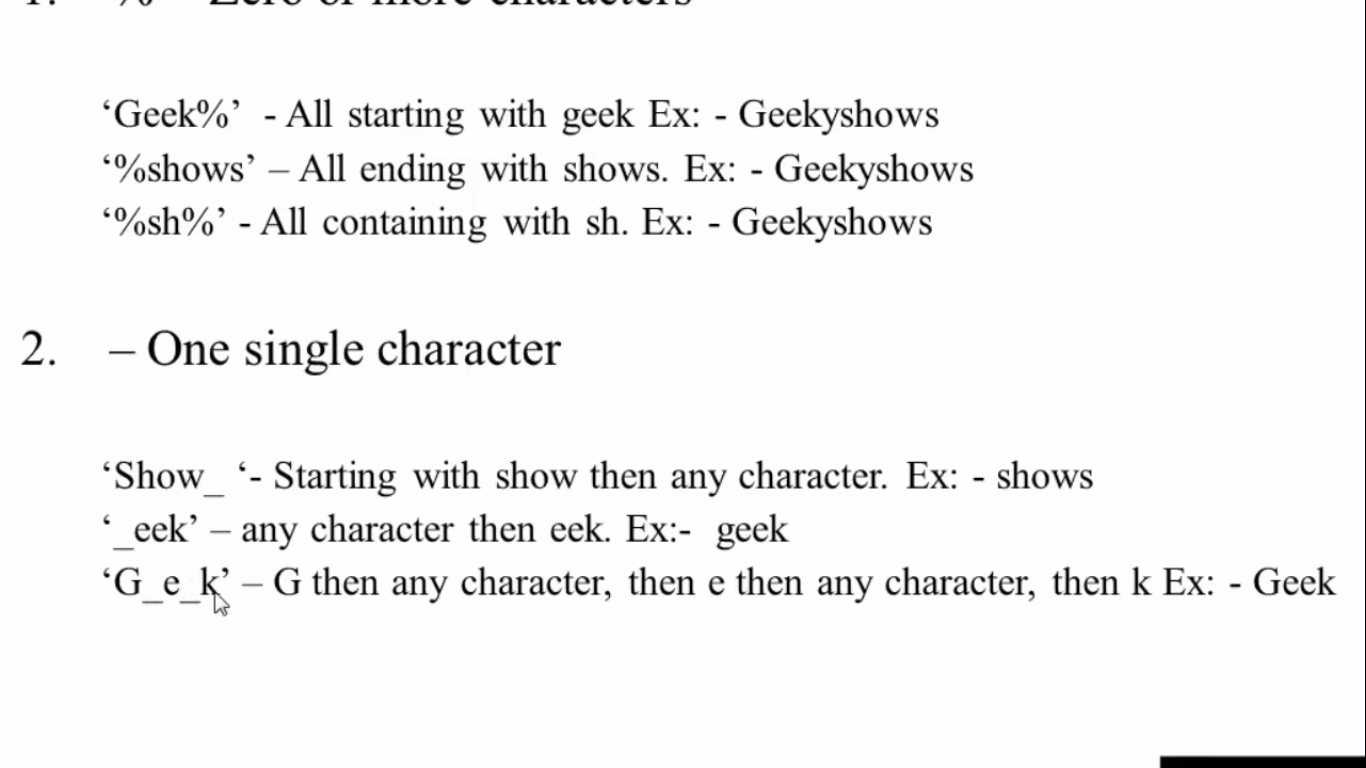 1. % – Zero or more characters
‘Geek%’ - All starting with geek Ex: - Geekyshows
‘%shows’ – All ending with shows. Ex: - Geekyshows
‘%sh%’ - All containing with sh. Ex: - Geekyshows
2. – One single character
‘Show_ ‘- Starting with show then any character. Ex: - shows
‘_eek’ – any character then eek. Ex:- geek
‘G_e_k’ – G then any character, then e then any character, then k Ex: - Geek